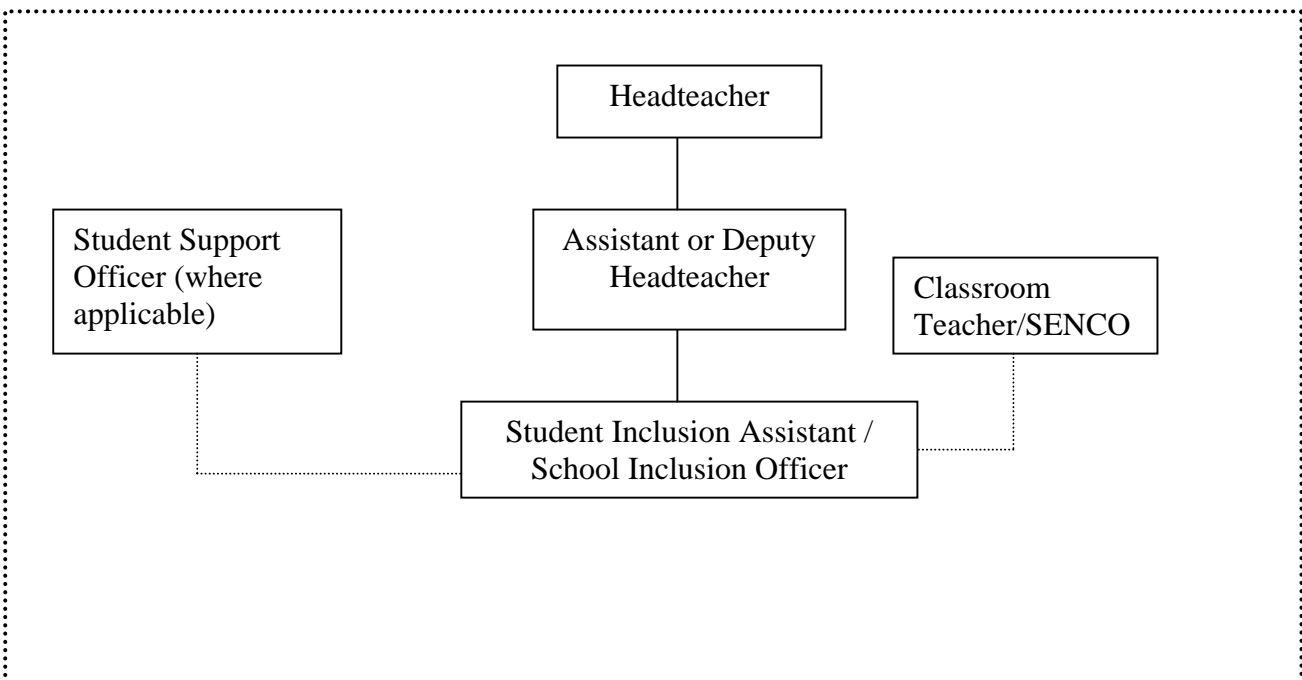 Headteacher
Student Support
Officer (where
applicable)
Assistant or Deputy
Headteacher
Classroom
Teacher/SENCO
Student Inclusion Assistant /
School Inclusion Officer